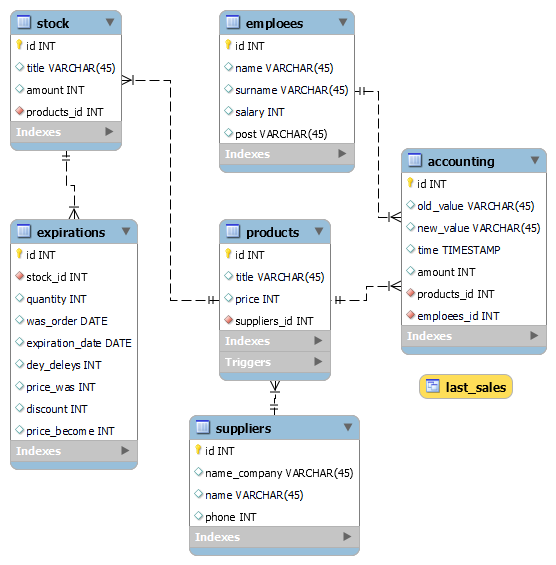 stock
id INT
title VARCHAR(45)
amount INT
products_id INT
Indexes
emploees
id INT
name VARCHAR(45)
surname VARCHAR(45)
salary INT
post VARCHAR(45)
Indexes
accounting
id INT
old_value VARCHAR(45)
new_value VARCHAR(45)
time TIMESTAMP
amount INT
products_id INT
emploees_id INT
Indexes
expirations
id INT
stock_id INT
quantity INT
was_order DATE
expiration_date DATE
dey_deleys INT
price_was INT
discount INT
price_become INT
Indexes
products
id INT
title VARCHAR(45)
price INT
suppliers_id INT
Indexes
Triggers
last_sales
suppliers
id INT
name_company VARCHAR(45)
name VARCHAR(45)
phone INT
Indexes